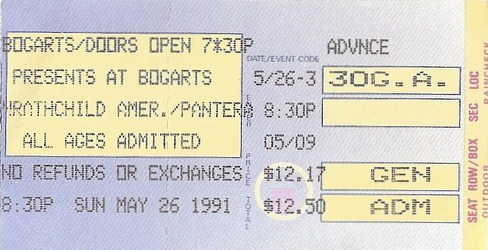 BOGARTS/DOORS OPEN 7*30P
PRESENTS AT BOGARTS
WRATHCHILD AMER./PANTERA
ALL AGES ADMITTED
NO REFUNDS OR EXCHANGES
8:30P SUN MAY 26 1991
DATE/EVENT CODE
5/26-3
8:30P
05/09
PRICE TOTAL
$12.17
$12.50
ADVNCE
30G.A.
GEN
ADM
SEAT ROW/BOX SEC LOC
RAINCHECK
OUTDOOR